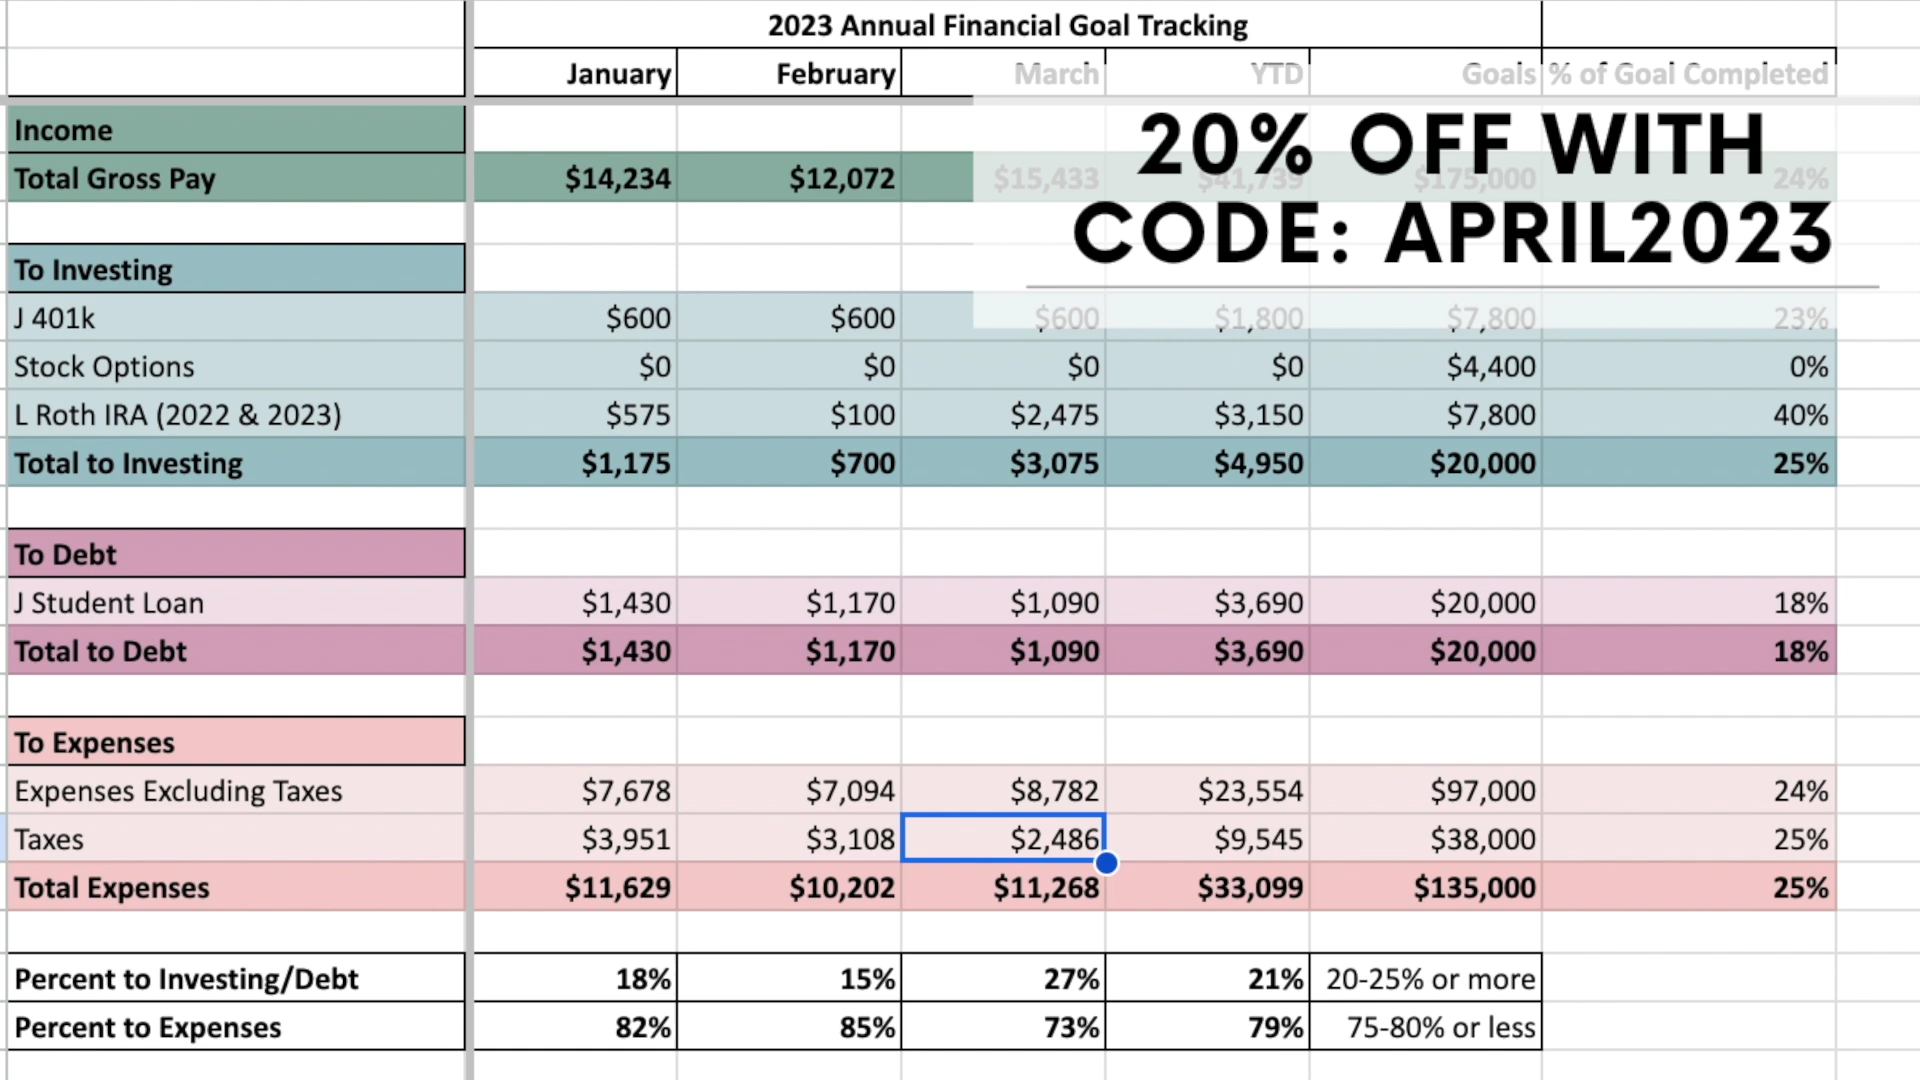 2023 Annual Financial Goal Tracking
January February March YTD Goals % of Goal Completed
Income
Total Gross Pay $14,234 $12,072 $15,433 $41,739 $175,000 24%
20% OFF WITH
CODE: APRIL2023
To Investing
J 401k $600 $600 $600 $1,800 $7,800 23%
Stock Options $0 $0 $0 $0 $4,400 0%
L Roth IRA (2022 & 2023) $575 $100 $2,475 $3,150 $7,800 40%
Total to Investing $1,175 $700 $3,075 $4,950 $20,000 25%
To Debt
J Student Loan $1,430 $1,170 $1,090 $3,690 $20,000 18%
Total to Debt $1,430 $1,170 $1,090 $3,690 $20,000 18%
To Expenses
Expenses Excluding Taxes $7,678 $7,094 $8,782 $23,554 $97,000 24%
Taxes $3,951 $3,108 $2,486 $9,545 $38,000 25%
Total Expenses $11,629 $10,202 $11,268 $33,099 $135,000 25%
Percent to Investing/Debt 18% 15% 27% 21% 20-25% or more
Percent to Expenses 82% 85% 73% 79% 75-80% or less